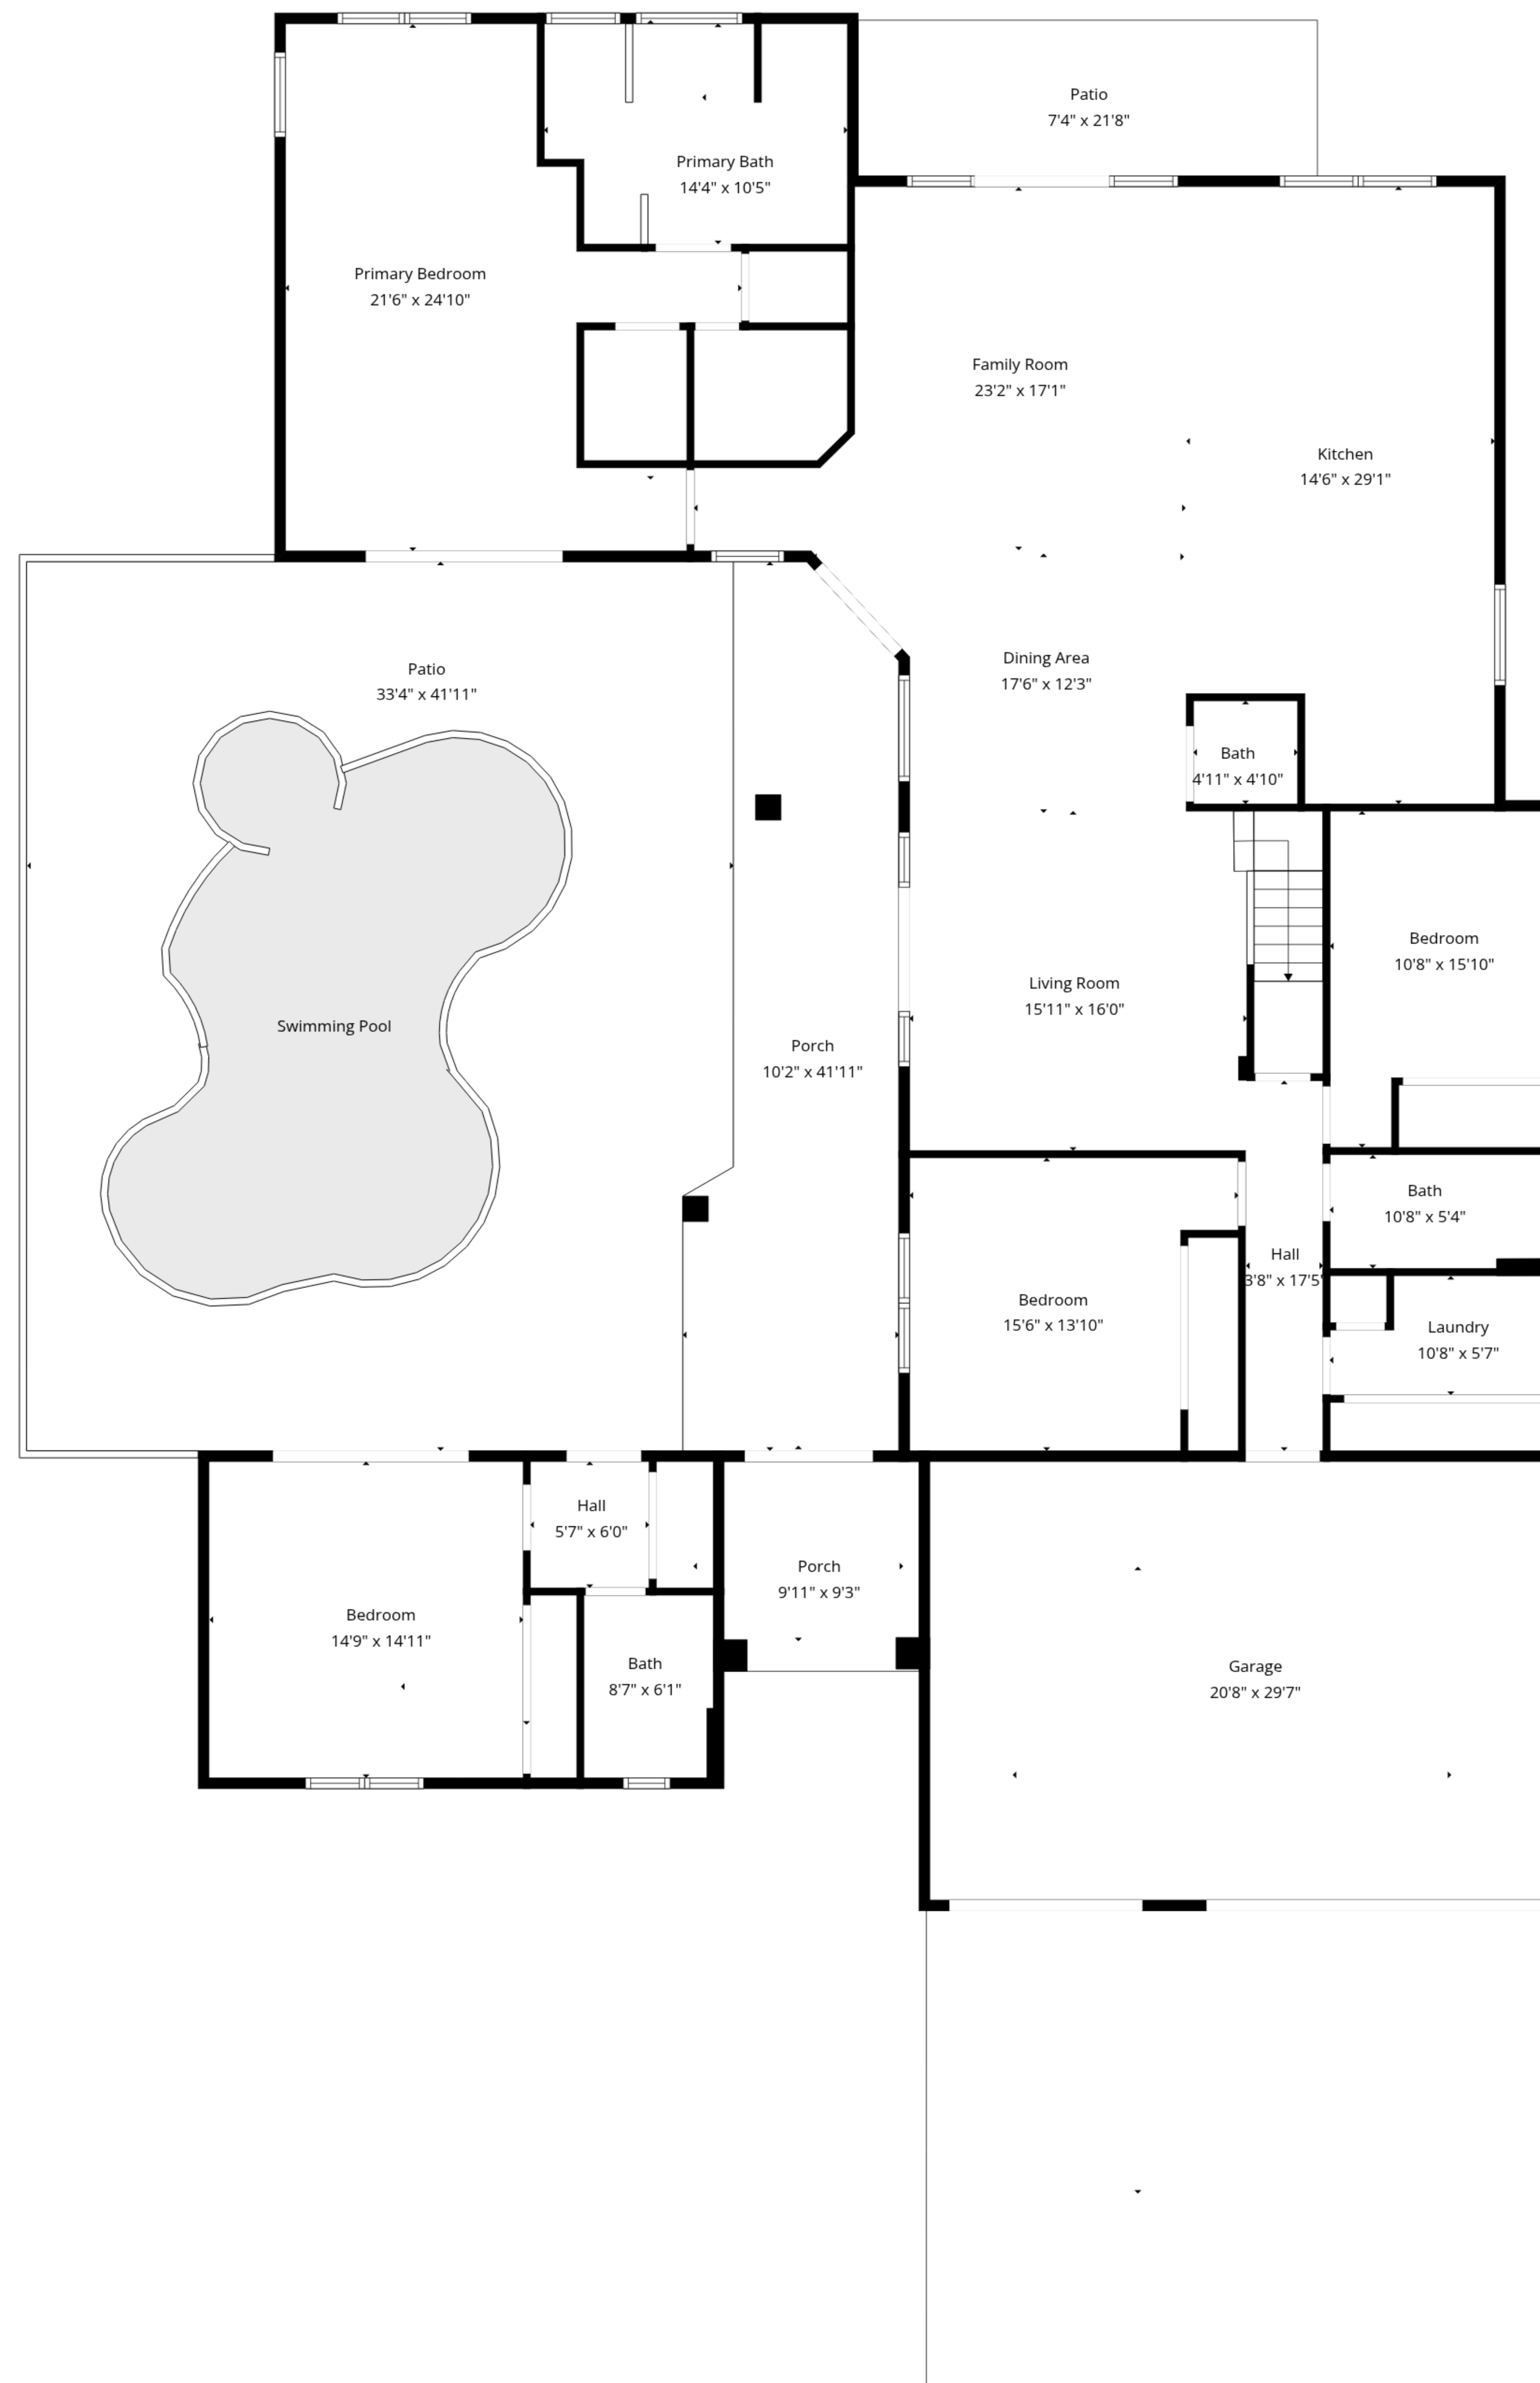 Patio
7'4" x 21'8"
Primary Bath
14'4" x 10'5"
Primary Bedroom
21'6" x 24'10"
Family Room
23'2" x 17'1"
Kitchen
14'6" x 29'1"
Patio
33'4" x 41'11"
Dining Area
17'6" x 12'3"
Bath
4'11" x 4'10"
Bedroom
10'8" x 15'10"
Living Room
15'11" x 16'0"
Swimming Pool
Porch
10'2" x 41'11"
Bath
10'8" x 5'4"
Hall
3'8" x 17'5"
Bedroom
15'6" x 13'10"
Laundry
10'8" x 5'7"
Hall
5'7" x 6'0"
Porch
9'11" x 9'3"
Bedroom
14'9" x 14'11"
Bath
8'7" x 6'1"
Garage
20'8" x 29'7"